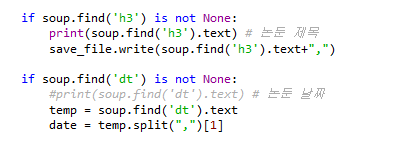 if soup.find('h3') is not None:
    print(soup.find('h3').text) # 논문 제목
    save_file.write(soup.find('h3').text+",")
if soup.find('dt') is not None:
    #print(soup.find('dt').text) # 논문 날짜
    temp = soup.find('dt').text
    date = temp.split(",")[1]